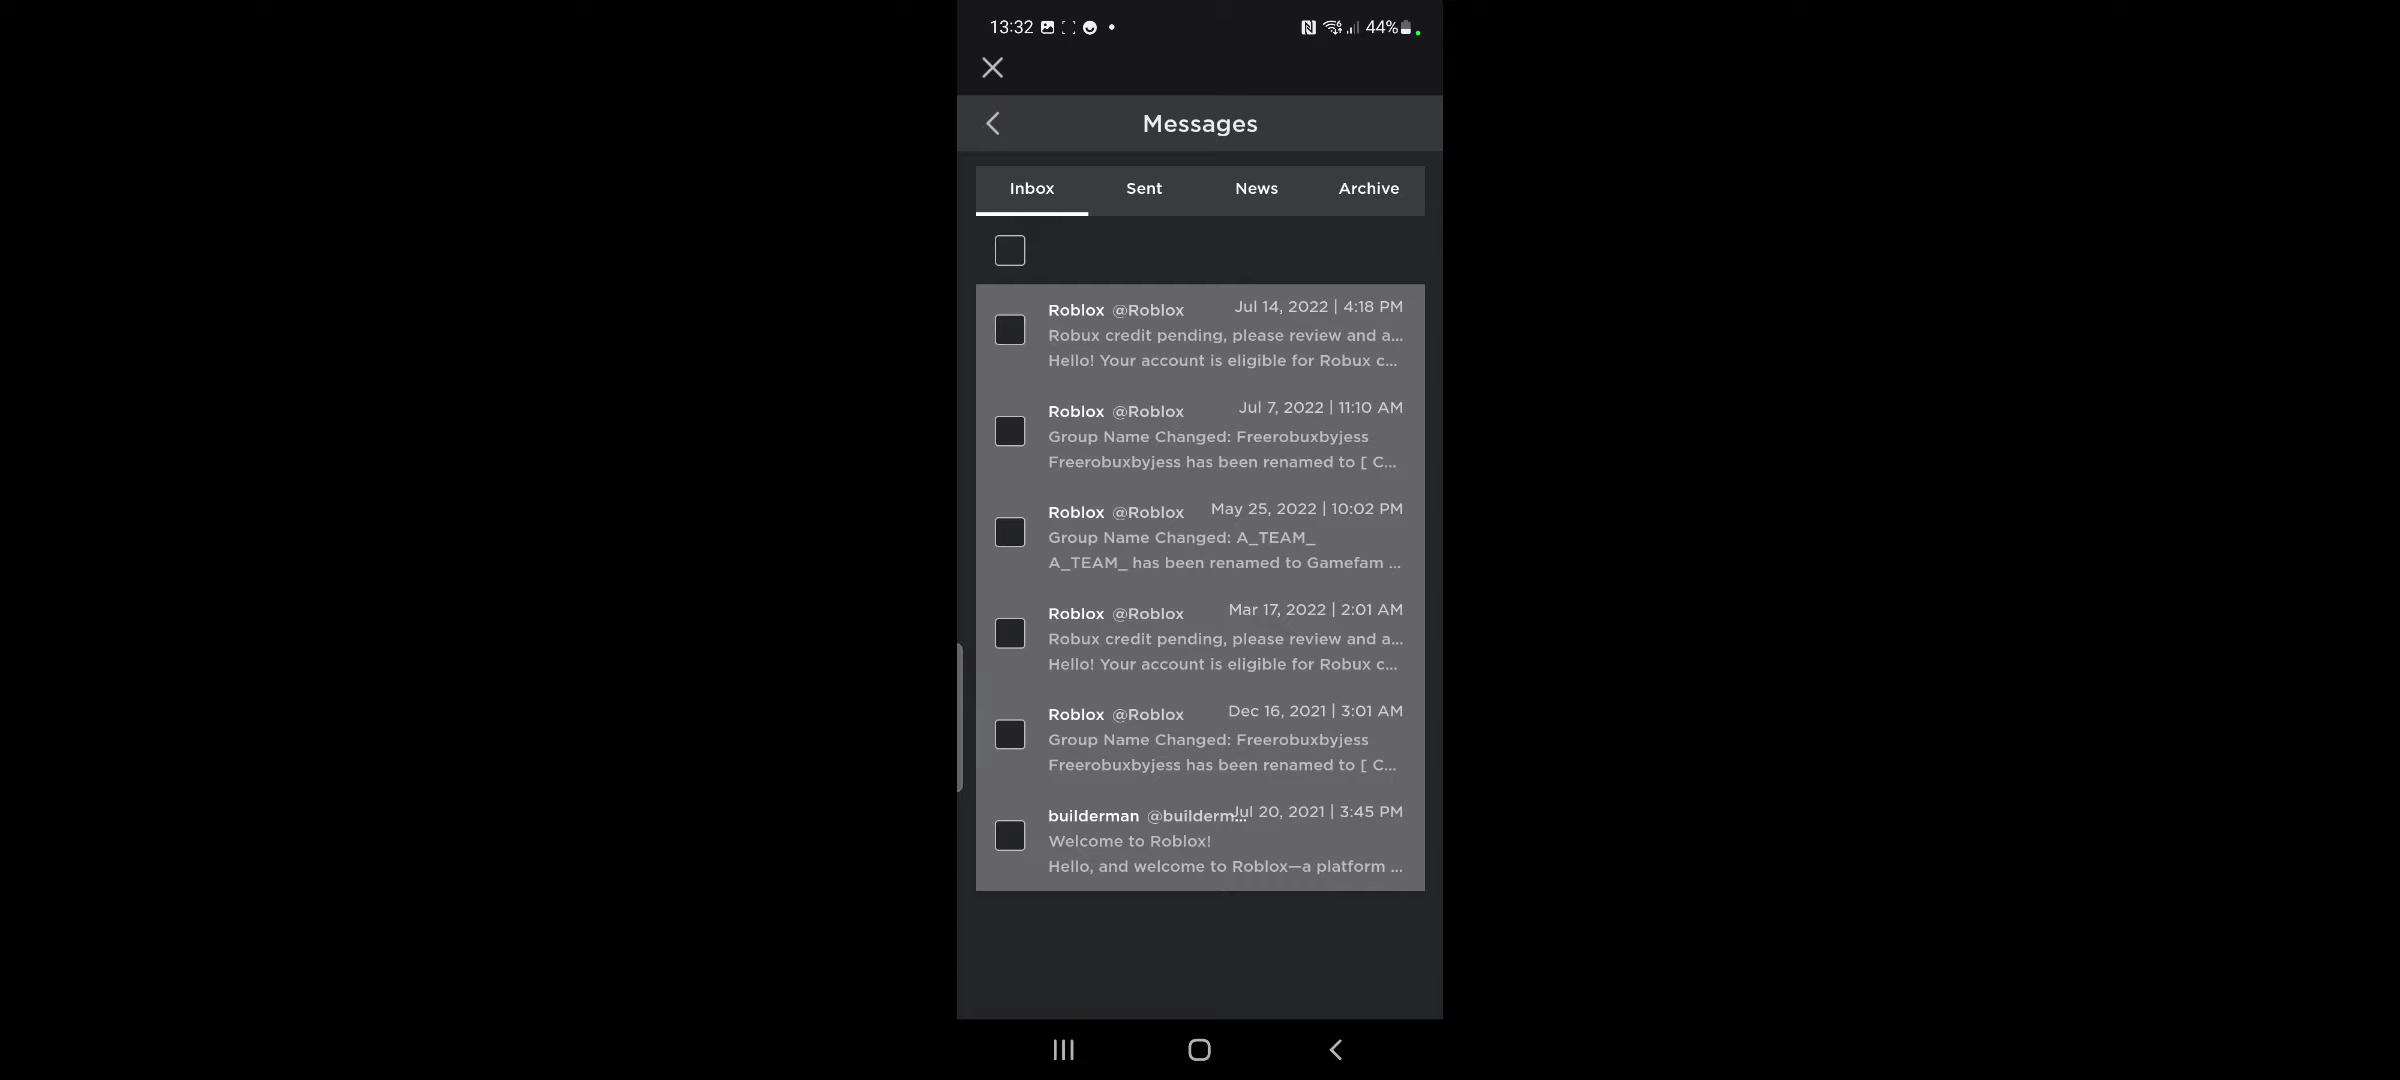 13:32
44%
Messages
Inbox Sent News Archive
Roblox @Roblox Jul 14, 2022 | 4:18 PM
Robux credit pending, please review and a...
Hello! Your account is eligible for Robux c...
Roblox @Roblox Jul 7, 2022 | 11:10 AM
Group Name Changed: Freerobuxbyjess
Freerobuxbyjess has been renamed to [ C...
Roblox @Roblox May 25, 2022 | 10:02 PM
Group Name Changed: A_TEAM_
A_TEAM_ has been renamed to Gamefam ...
Roblox @Roblox Mar 17, 2022 | 2:01 AM
Robux credit pending, please review and a...
Hello! Your account is eligible for Robux c...
Roblox @Roblox Dec 16, 2021 | 3:01 AM
Group Name Changed: Freerobuxbyjess
Freerobuxbyjess has been renamed to [ C...
builderman @builderm... Jul 20, 2021 | 3:45 PM
Welcome to Roblox!
Hello, and welcome to Roblox—a platform ...